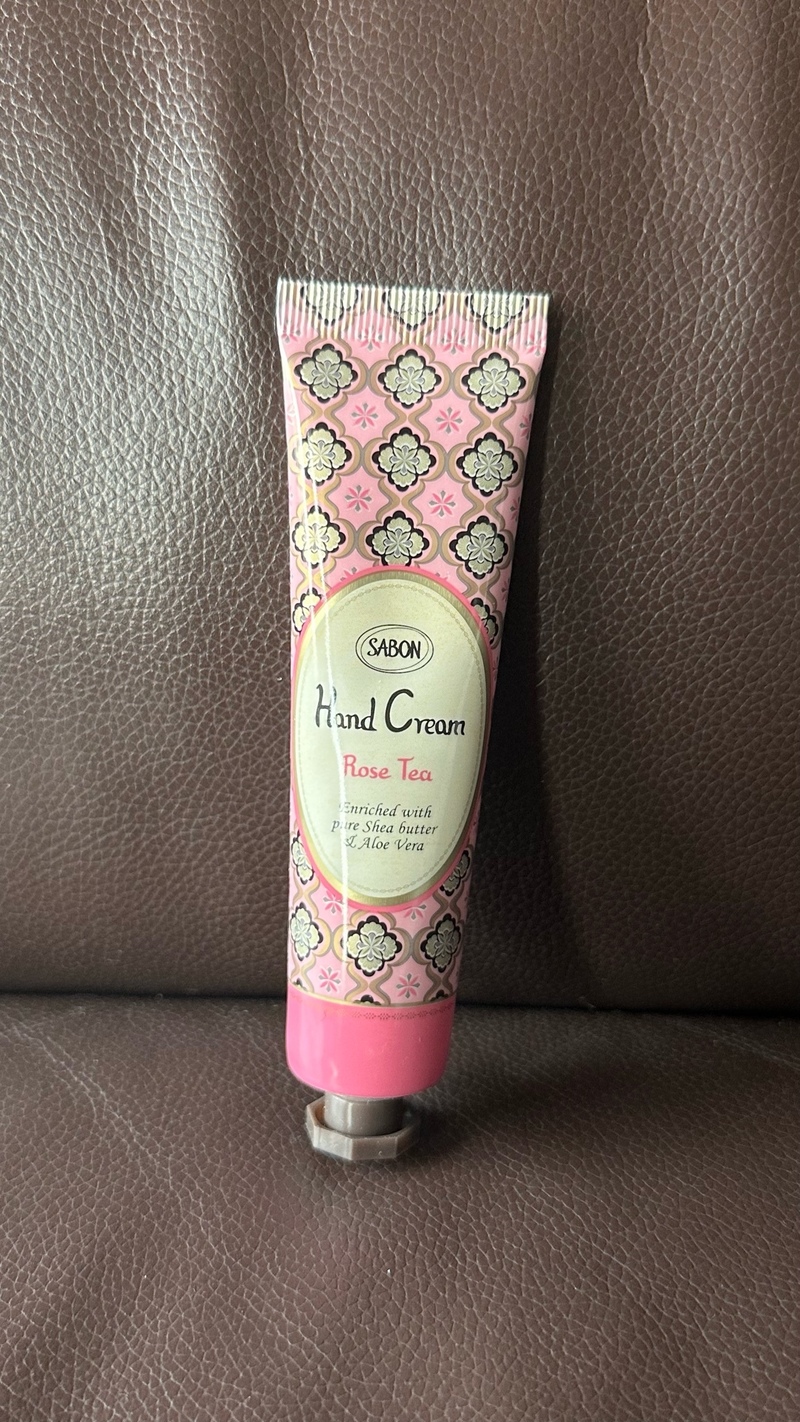 SABON
Hand Cream
Rose Tea
Enriched with
pure Shea butter
& Aloe Vera